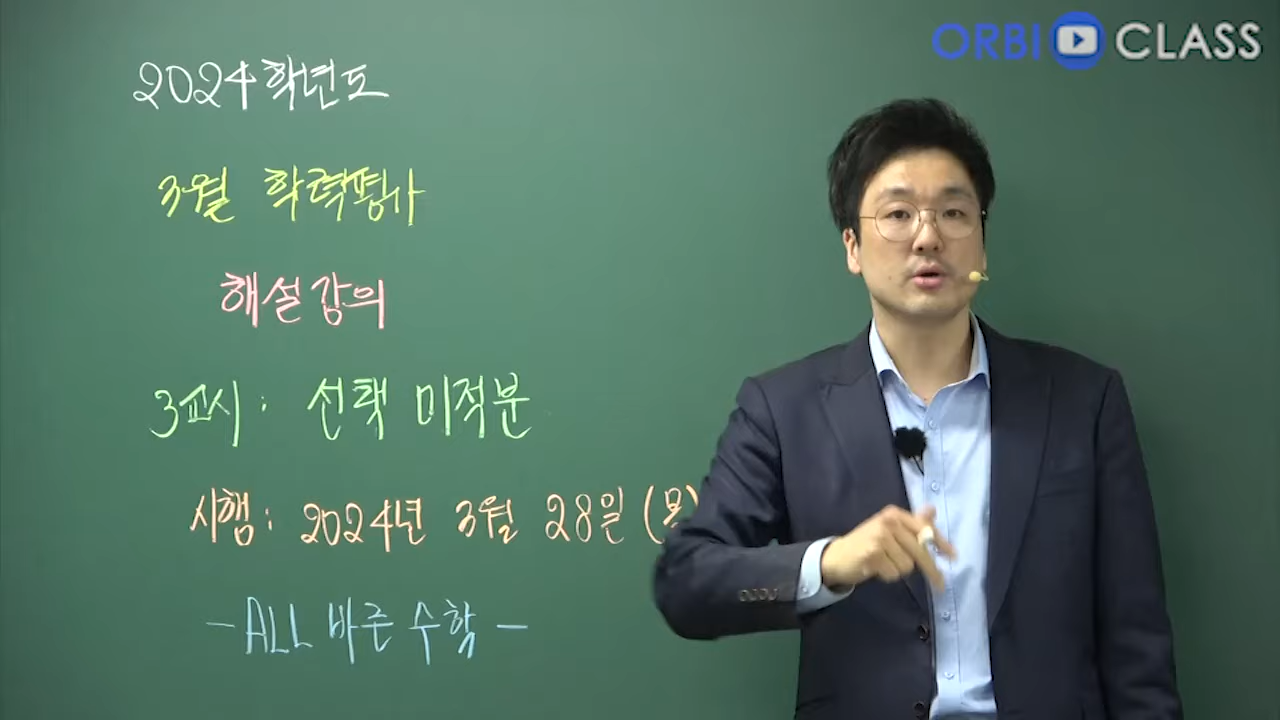 ORBI CLASS
2024학년도
3월 학력평가
해설강의
3교시 : 선택 미적분
시행 : 2024년 3월 28일 (목)
- ALL 바른 수학 -